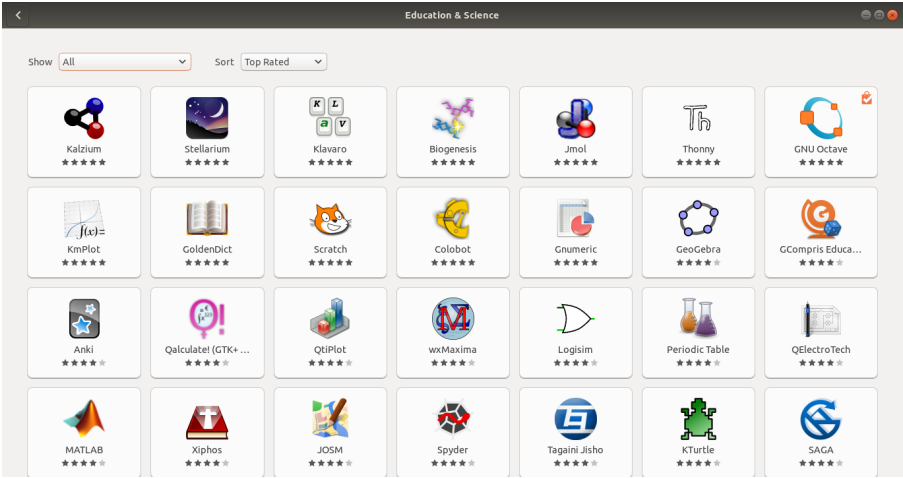 Education & Science
Show All Sort Top Rated
K L
a v
Th
Kalzium Stellarium Klavaro Biogenesis Jmol Thonny GNU Octave
f(x)=
KmPlot GoldenDict Scratch Colobot Gnumeric GeoGebra GCompris Educa...
Anki Qalculate! (GTK+ ... QtiPlot wxMaxima Logisim Periodic Table QElectroTech
MATLAB Xiphos JOSM Spyder Tagaini Jisho KTurtle SAGA